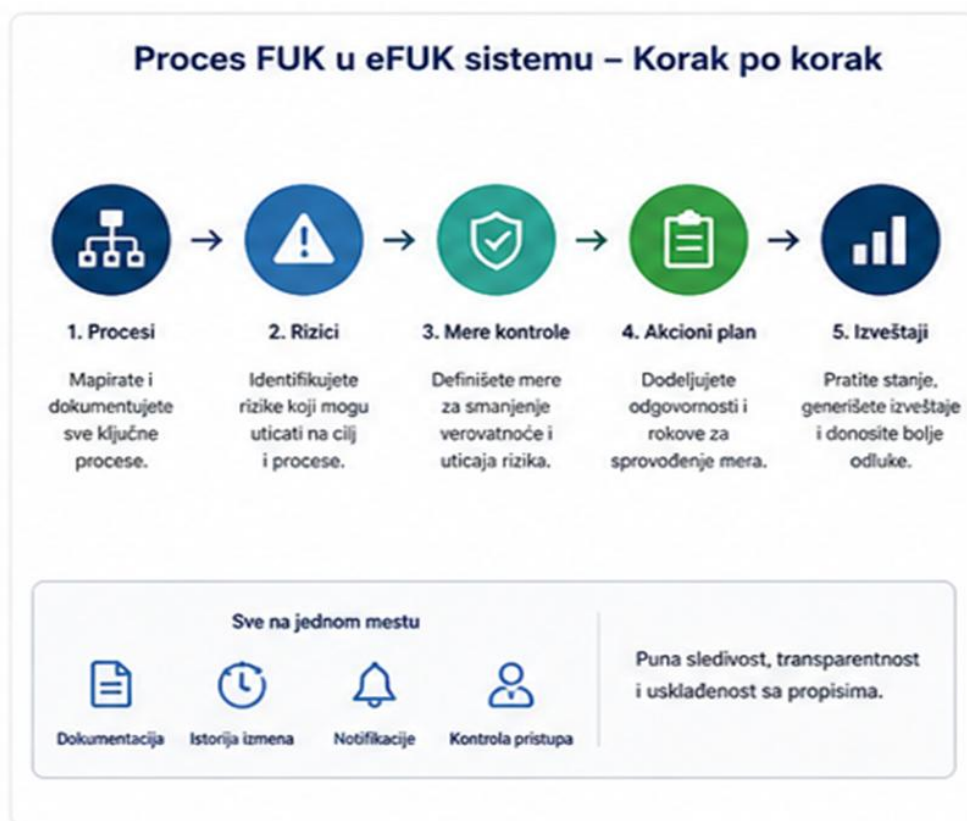 Proces FUK u eFUK sistemu – Korak po korak
1. Procesi
Mapirate i
dokumentujete
sve ključne
procese.
2. Rizici
Identifikujete
rizike koji mogu
uticati na cilj
i procese.
3. Mere kontrole
Definišete mere
za smanjenje
verovatnoće i
uticaja rizika.
4. Akcioni plan
Dodeljujete
odgovornosti i
rokove za
sprovođenje mera.
5. Izveštaji
Pratite stanje,
generišete izveštaje
i donosite bolje
odluke.
Sve na jednom mestu
Dokumentacija
Istorija izmena
Notifikacije
Kontrola pristupa
Puna sledivost, transparentnost
i usklađenost sa propisima.